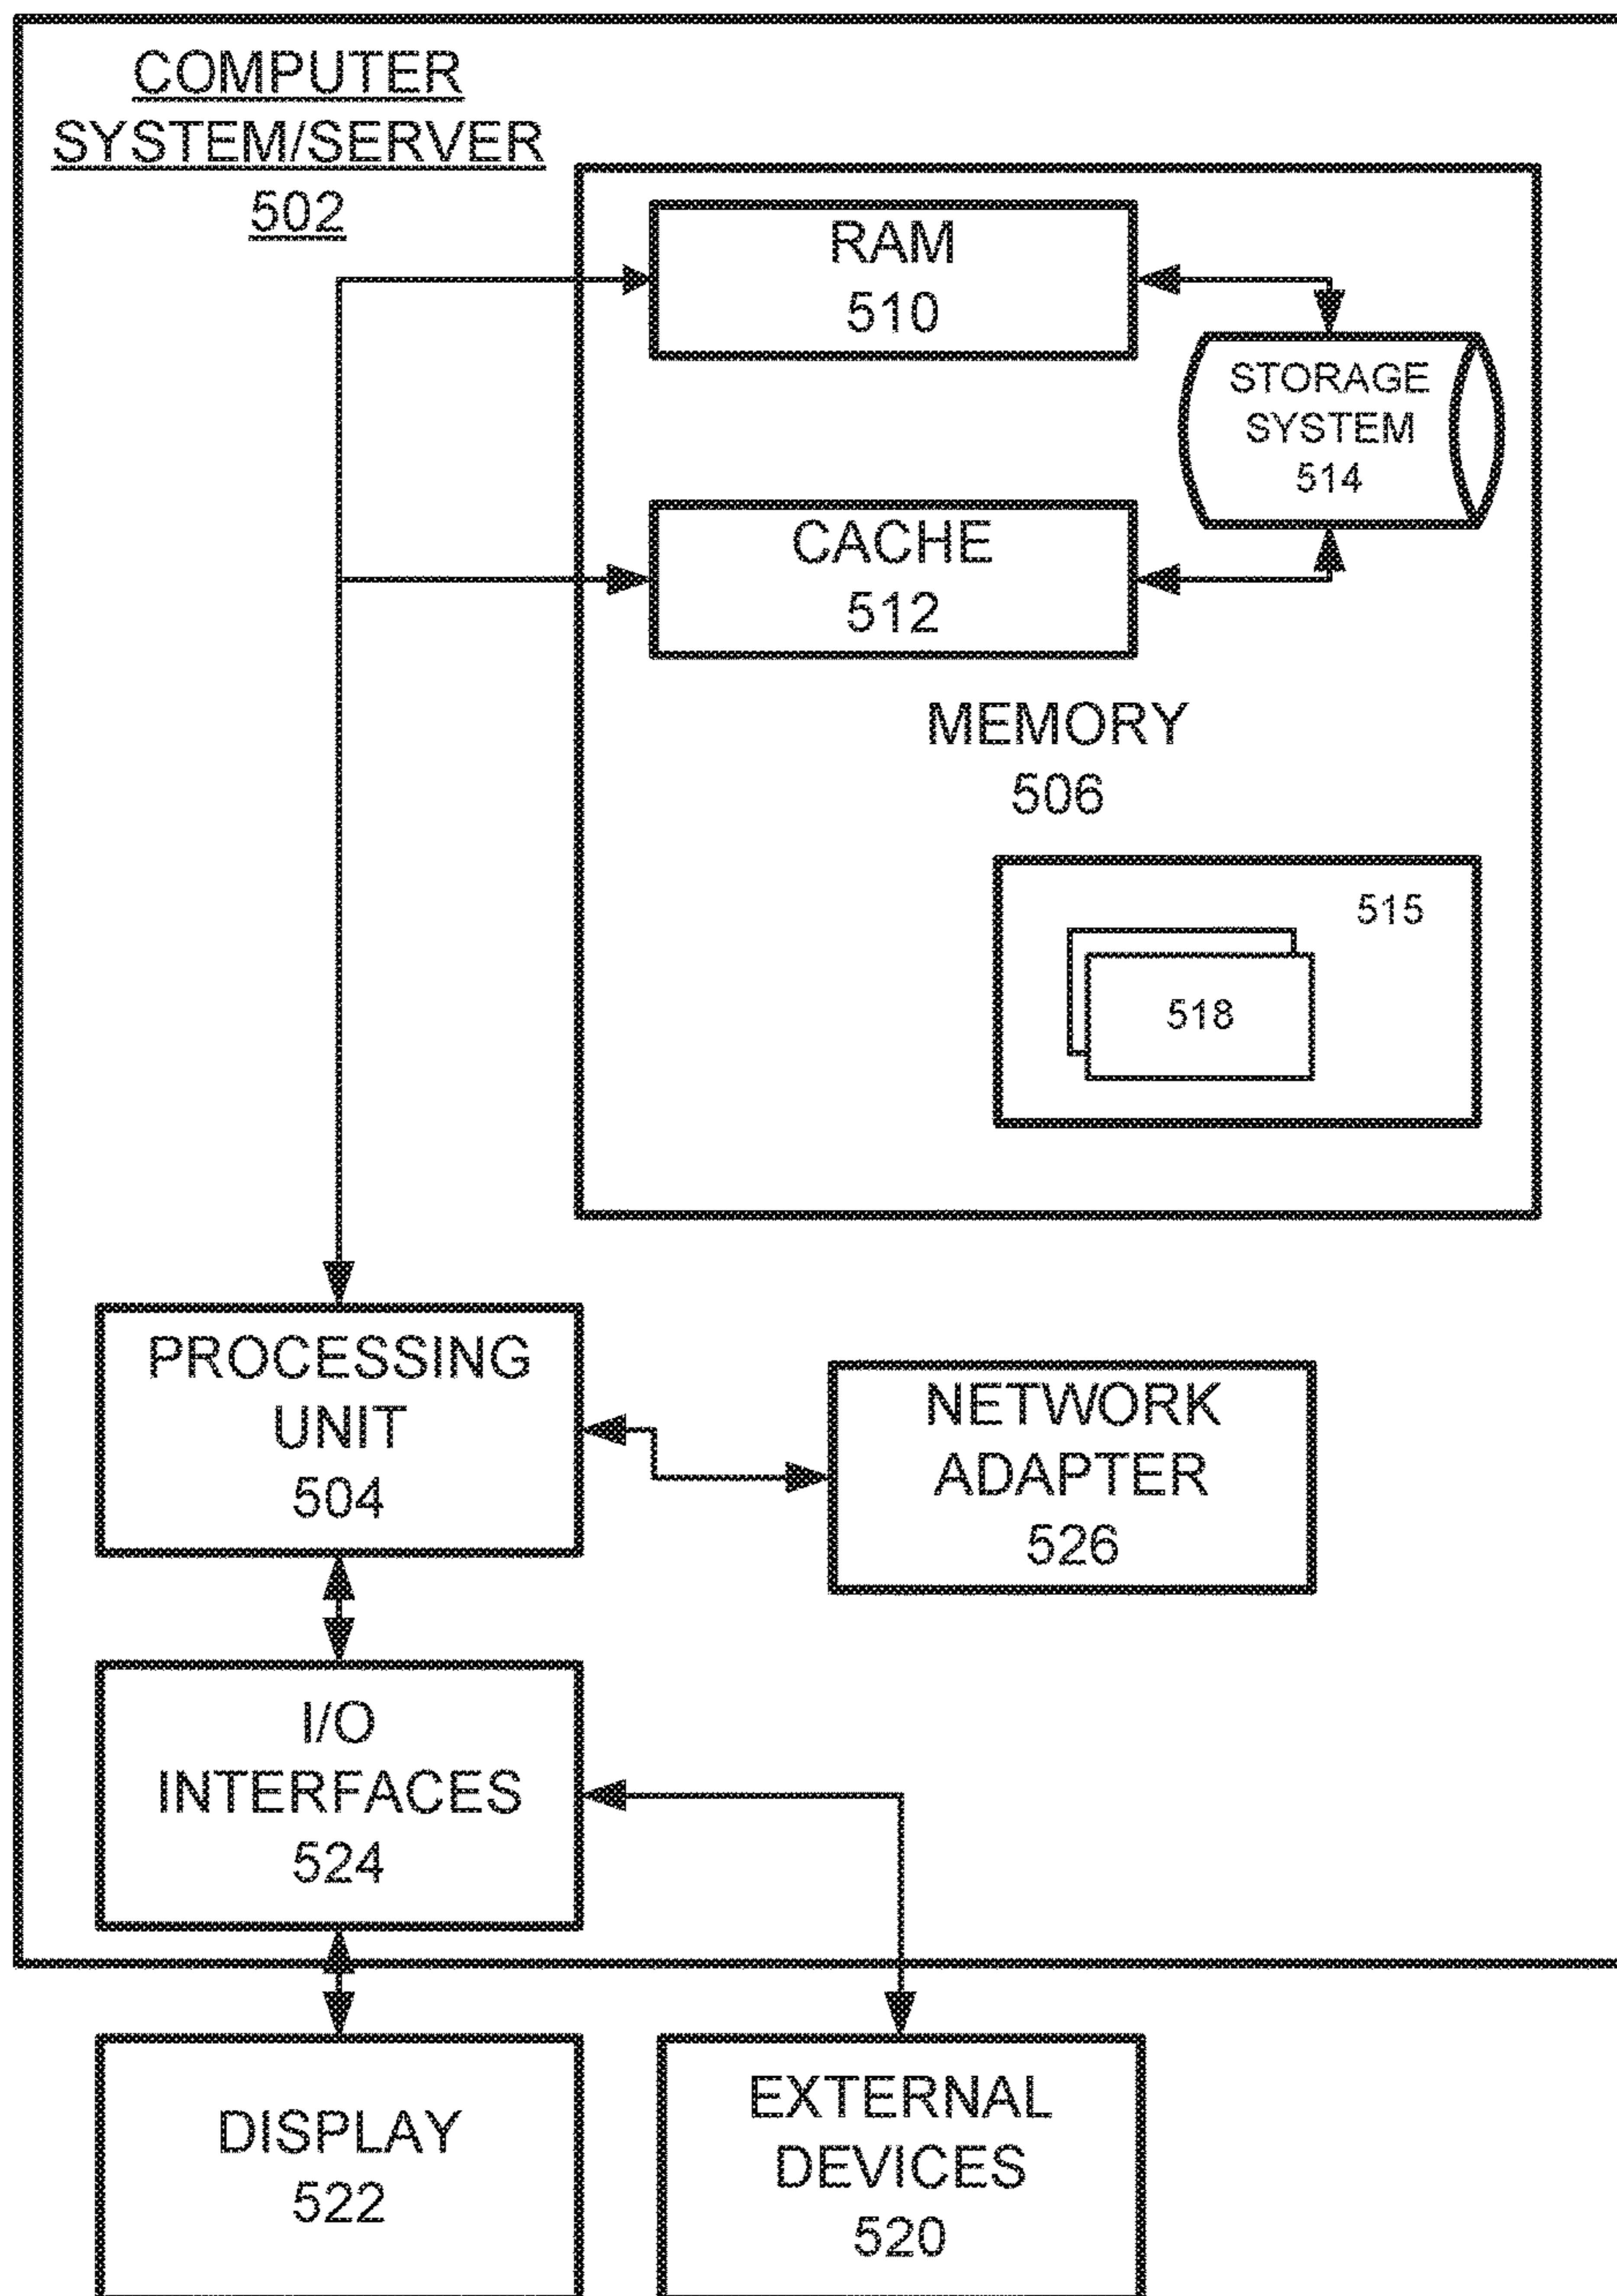 COMPUTER
SYSTEM/SERVER
502
RAM
510
STORAGE
SYSTEM
514
CACHE
512
MEMORY
506
515
518
PROCESSING
UNIT
504
NETWORK
ADAPTER
526
I/O
INTERFACES
524
DISPLAY
522
EXTERNAL
DEVICES
520